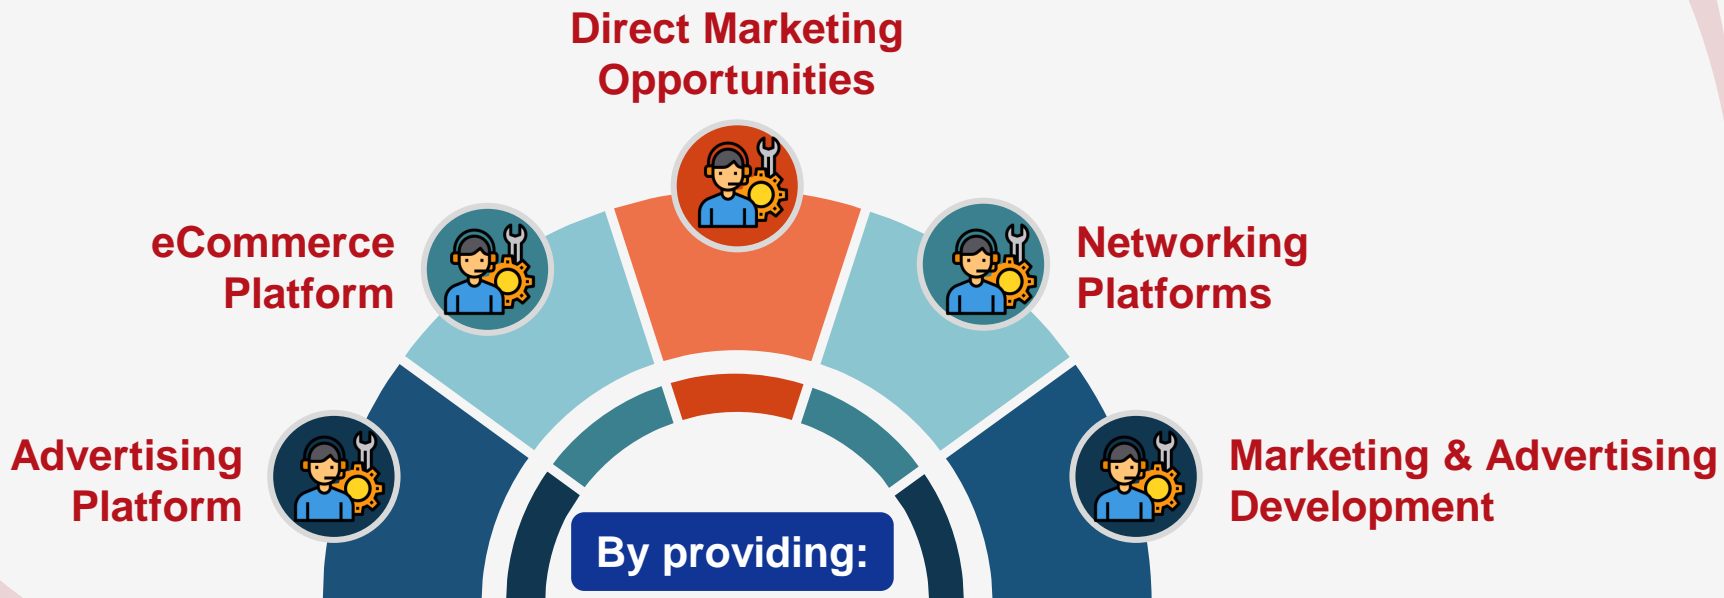 Direct Marketing
Opportunities
eCommerce
Platform
Networking
Platforms
Advertising
Platform
Marketing & Advertising
Development
By providing: